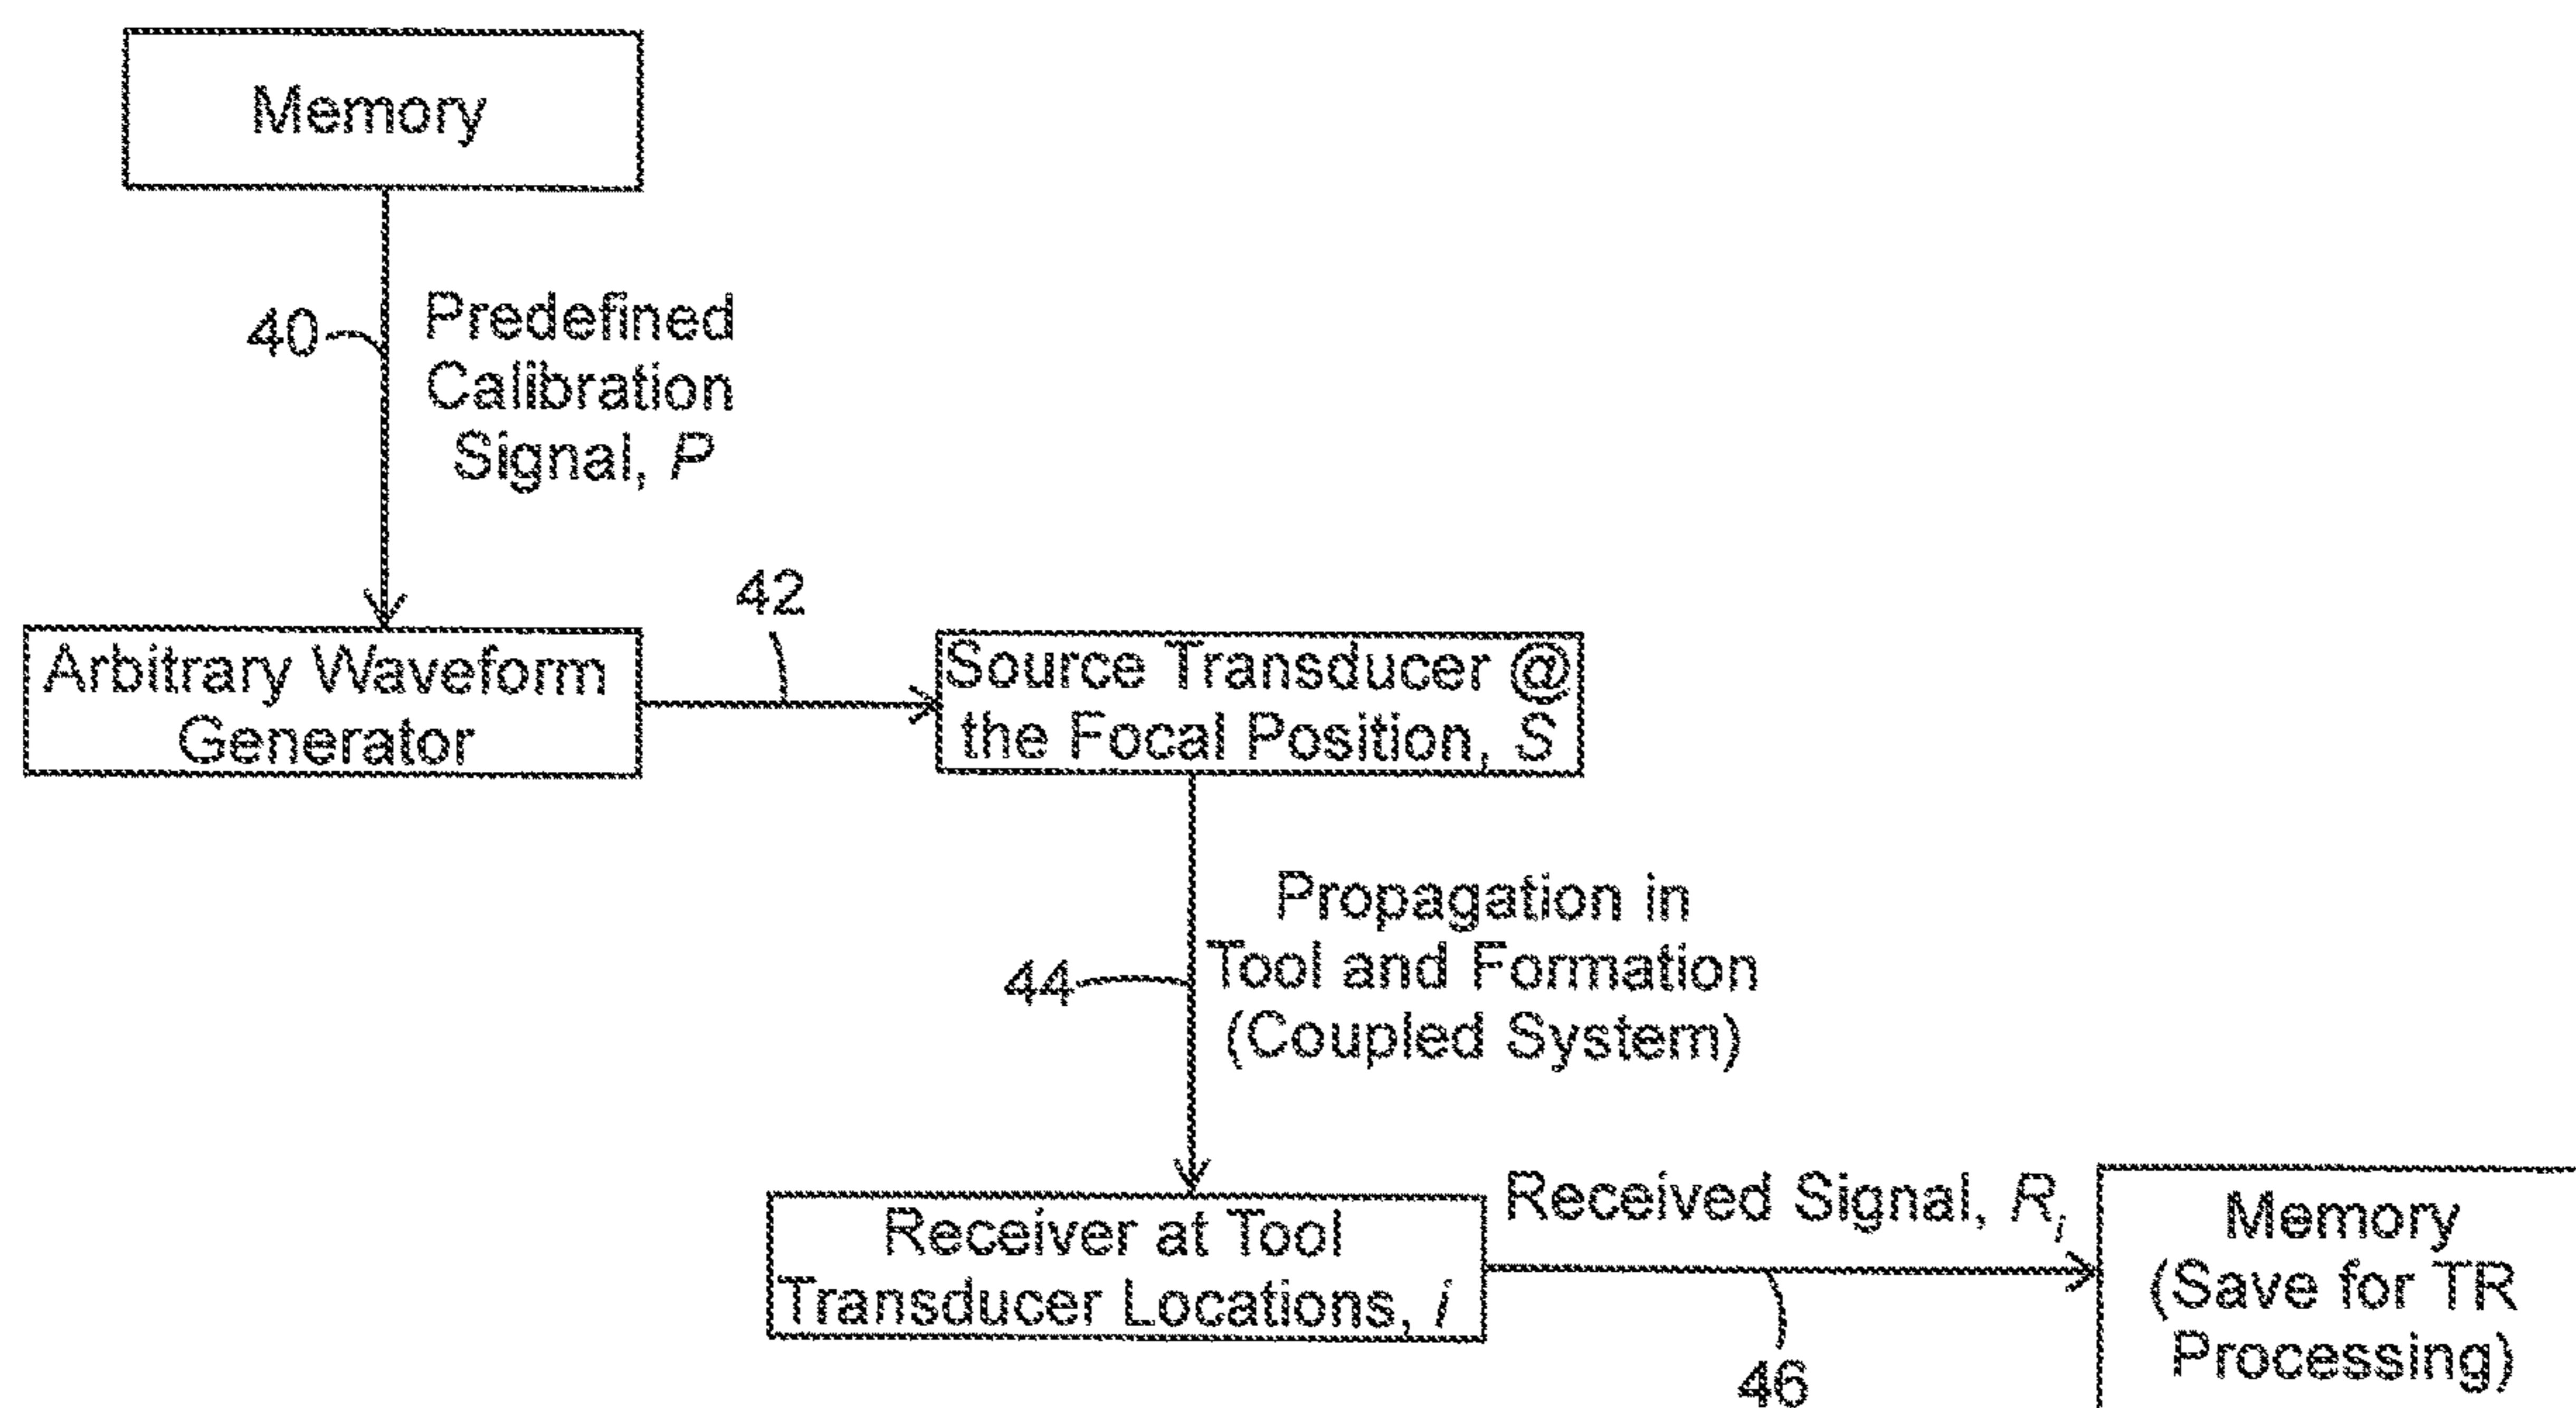 Memory
40
Predefined
Calibration
Signal, P
42
Arbitrary Waveform
Generator
Source Transducer @
the Focal Position, S
44
Propagation in
Tool and Formation
(Coupled System)
Receiver at Tool
Transducer Locations, i
Received Signal, Ri
46
Memory
(Save for TR
Processing)